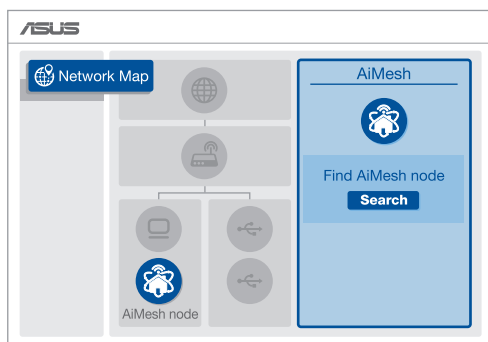 ASUS
Network Map
AiMesh
Find AiMesh node
Search
AiMesh node